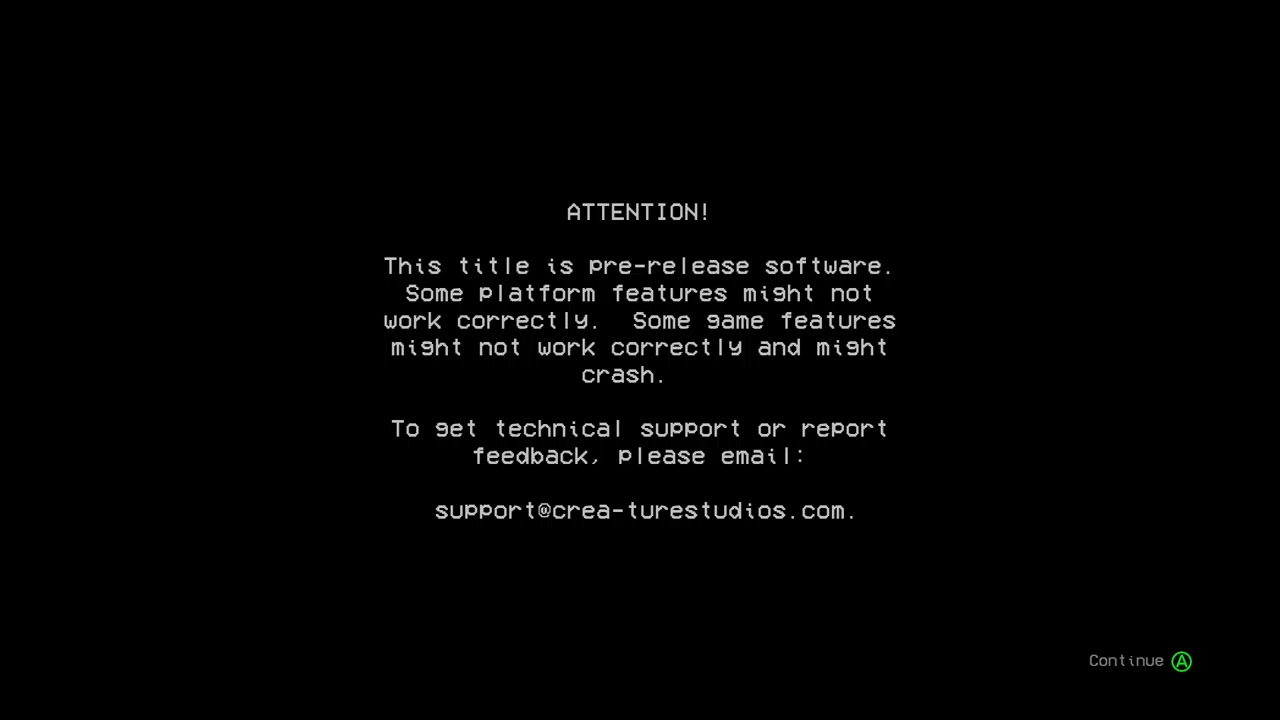 ATTENTION!
This title is pre-release software.
Some platform features might not
work correctly.  Some game features
might not work correctly and might
crash.
To get technical support or report
feedback, please email:
support@crea-turestudios.com.
Continue A